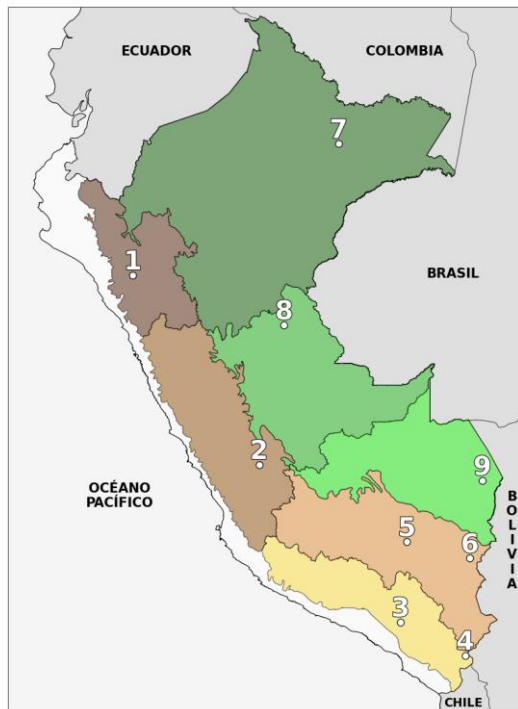 ECUADOR
COLOMBIA
7
1
BRASIL
8
2
9
OCÉANO
PACÍFICO
B
O
L
I
V
I
A
5
6
3
4
CHILE